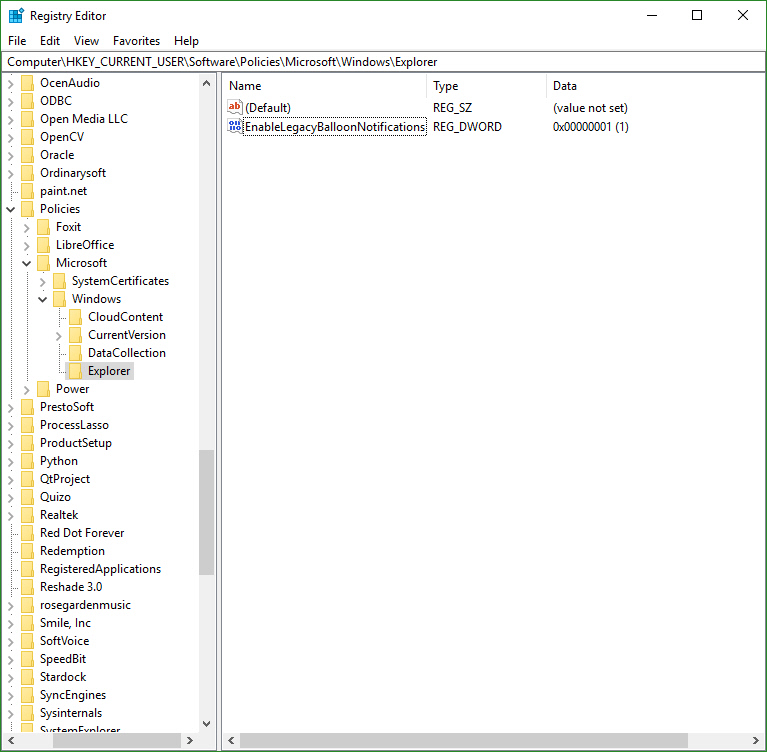 Registry Editor
File Edit View Favorites Help
Computer\HKEY_CURRENT_USER\Software\Policies\Microsoft\Windows\Explorer
OcenAudio
ODBC
Open Media LLC
OpenCV
Oracle
Ordinarysoft
paint.net
Policies
Foxit
LibreOffice
Microsoft
SystemCertificates
Windows
CloudContent
CurrentVersion
DataCollection
Explorer
Power
PrestoSoft
ProcessLasso
ProductSetup
Python
QtProject
Quizo
Realtek
Red Dot Forever
Redemption
RegisteredApplications
Reshade 3.0
rosegardenmusic
Smile, Inc
SoftVoice
SpeedBit
Stardock
SyncEngines
Sysinternals
SystemExplorer
Name Type Data
(Default) REG_SZ (value not set)
EnableLegacyBalloonNotifications REG_DWORD 0x00000001 (1)